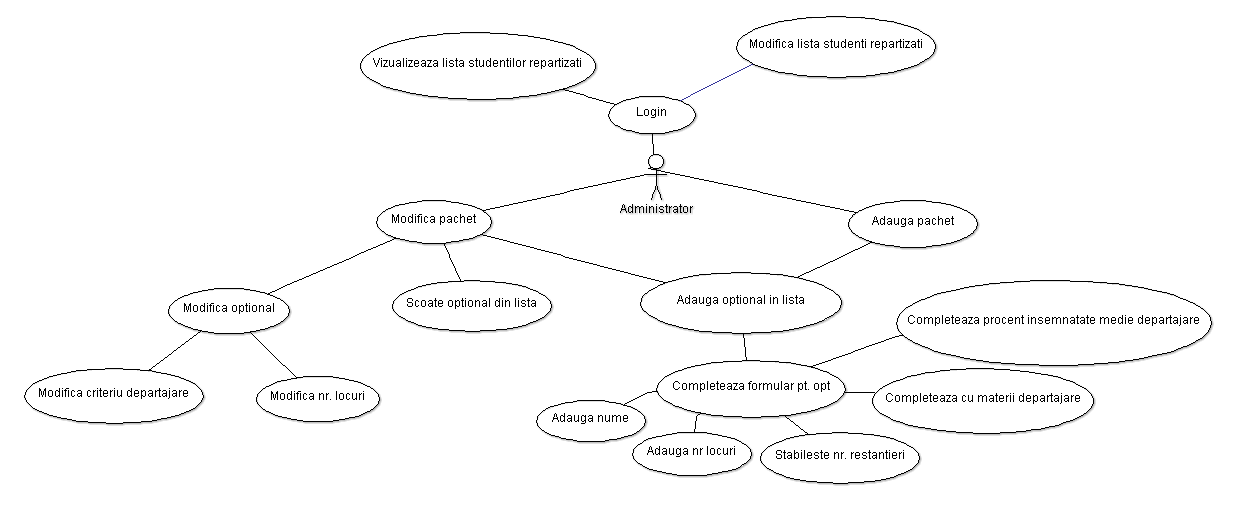 Modifica lista studenti repartizati
Vizualizeaza lista studentilor repartizati
Login
Administrator
Modifica pachet
Adauga pachet
Modifica optional
Scoate optional din lista
Adauga optional in lista
Completeaza procent insemnatate medie departajare
Modifica criteriu departajare
Modifica nr. locuri
Completeaza formular pt. opt
Completeaza cu materii departajare
Adauga nume
Adauga nr locuri
Stabileste nr. restantieri